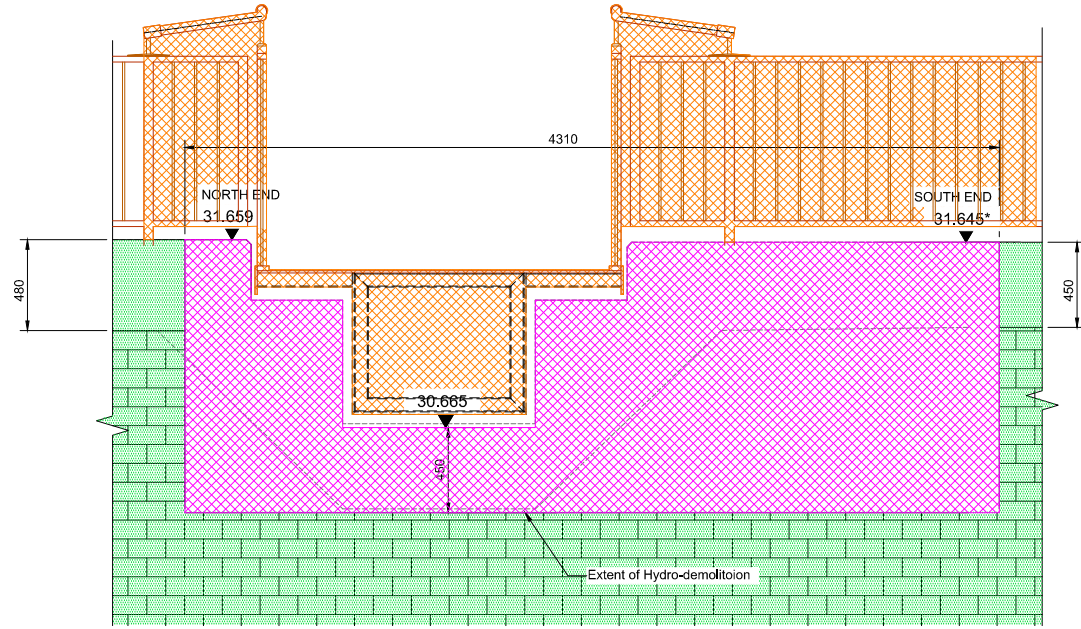 4310
NORTH END
31.659
SOUTH END
31.645*
480
450
30.665
450
Extent of Hydro-demolitoion